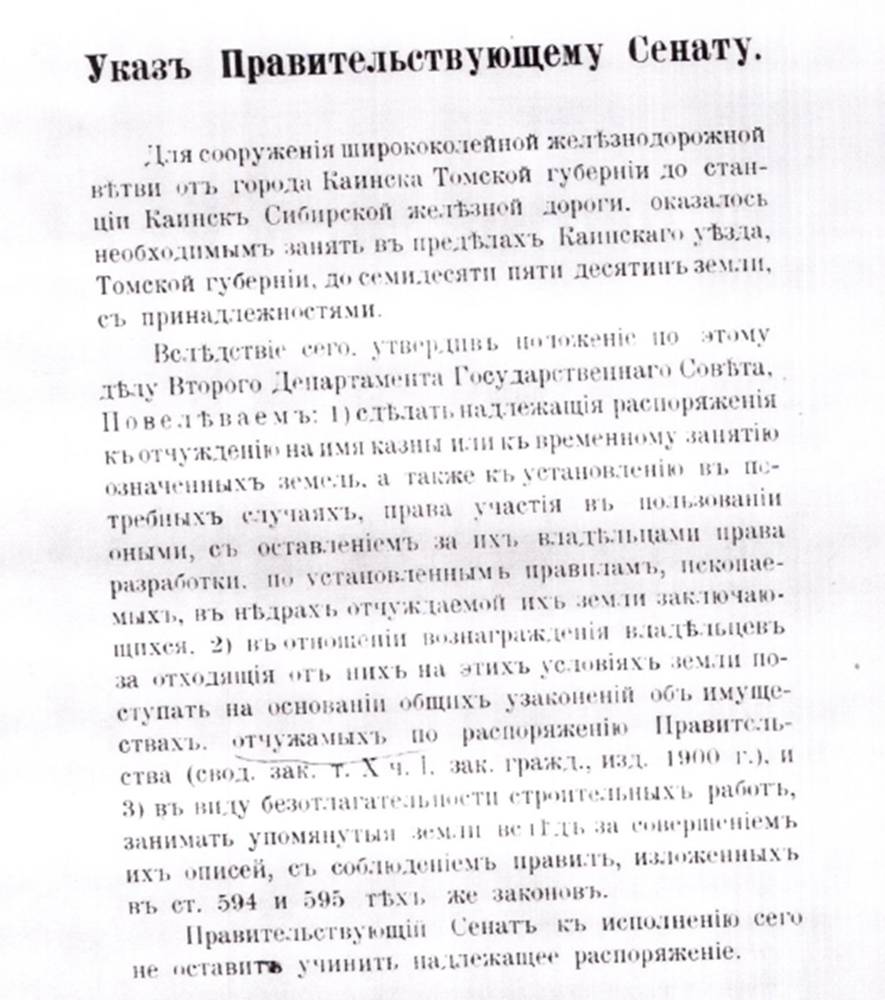 Указъ Правительствующему Сенату.
Для сооруженія ширококолейной желѣзнодорожной
вѣтви отъ города Каинска Томской губерніи до стан-
ціи Каинскъ Сибирской желѣзной дороги, оказалось
необходимымъ занять въ предѣлахъ Каинскаго уѣзда,
Томской губерніи, до семидесяти пяти десятинъ земли,
съ принадлежностями.
Вслѣдствіе сего, утвердивъ положеніе по этому
дѣлу Второго Департамента Государственнаго Совѣта,
Повелѣваемъ: 1) сдѣлать надлежащія распоряженія
къ отчужденію на имя казны или къ временному занятію
означенныхъ земель, а также къ установленію въ по-
требныхъ случаяхъ, права участія въ пользованіи
оными, съ оставленіемъ за ихъ владѣльцами права
разработки, по установленнымъ правиламъ, ископае-
мыхъ, въ нѣдрахъ отчуждаемой ихъ земли заключаю-
щихся, 2) въ отношеніи вознагражденія владѣльцевъ
за отходящія отъ нихъ на этихъ условіяхъ земли по-
ступать на основаніи общихъ узаконеній объ имуще-
ствахъ, отчужамыхъ по распоряженію Правитель-
ства (свод. зак. т. X ч. I, зак. гражд., изд. 1900 г.), и
3) въ виду безотлагательности строительныхъ работъ,
занимать упомянутыя земли вслѣдъ за совершеніемъ
ихъ описей, съ соблюденіемъ правилъ, изложенныхъ
въ ст. 594 и 595 тѣхъ же законовъ.
Правительствующій Сенатъ къ исполненію сего
не оставитъ учинить надлежащее распоряженіе.